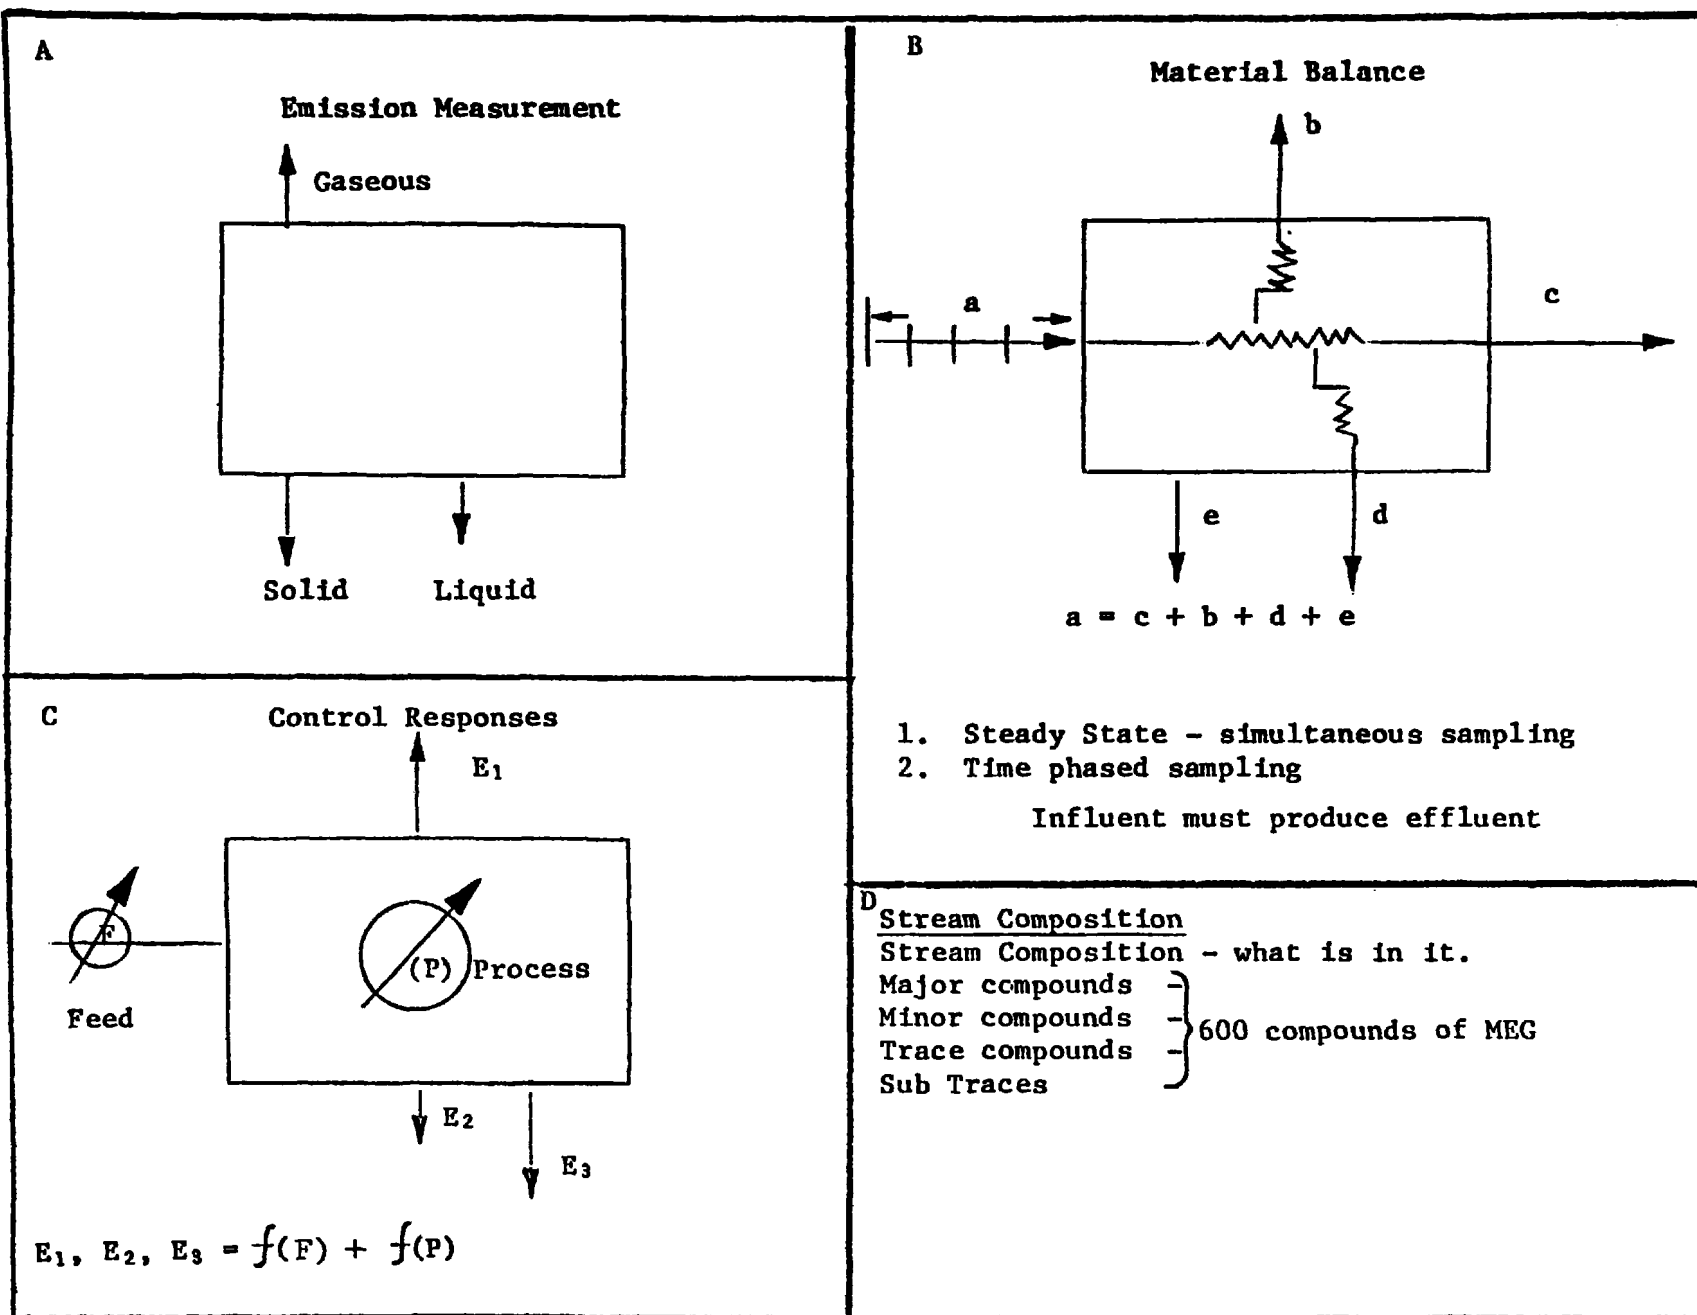 A
Emission Measurement
Gaseous
Solid
Liquid
B
Material Balance
b
a
c
e
d
a = c + b + d + e
1. Steady State - simultaneous sampling
2. Time phased sampling
Influent must produce effluent
C
Control Responses
E₁
F
(P) Process
Feed
E₂
E₃
E₁, E₂, E₃ = f(F) + f(P)
D
Stream Composition
Stream Composition - what is in it.
Major compounds -
Minor compounds -
Trace compounds -
Sub Traces
600 compounds of MEG